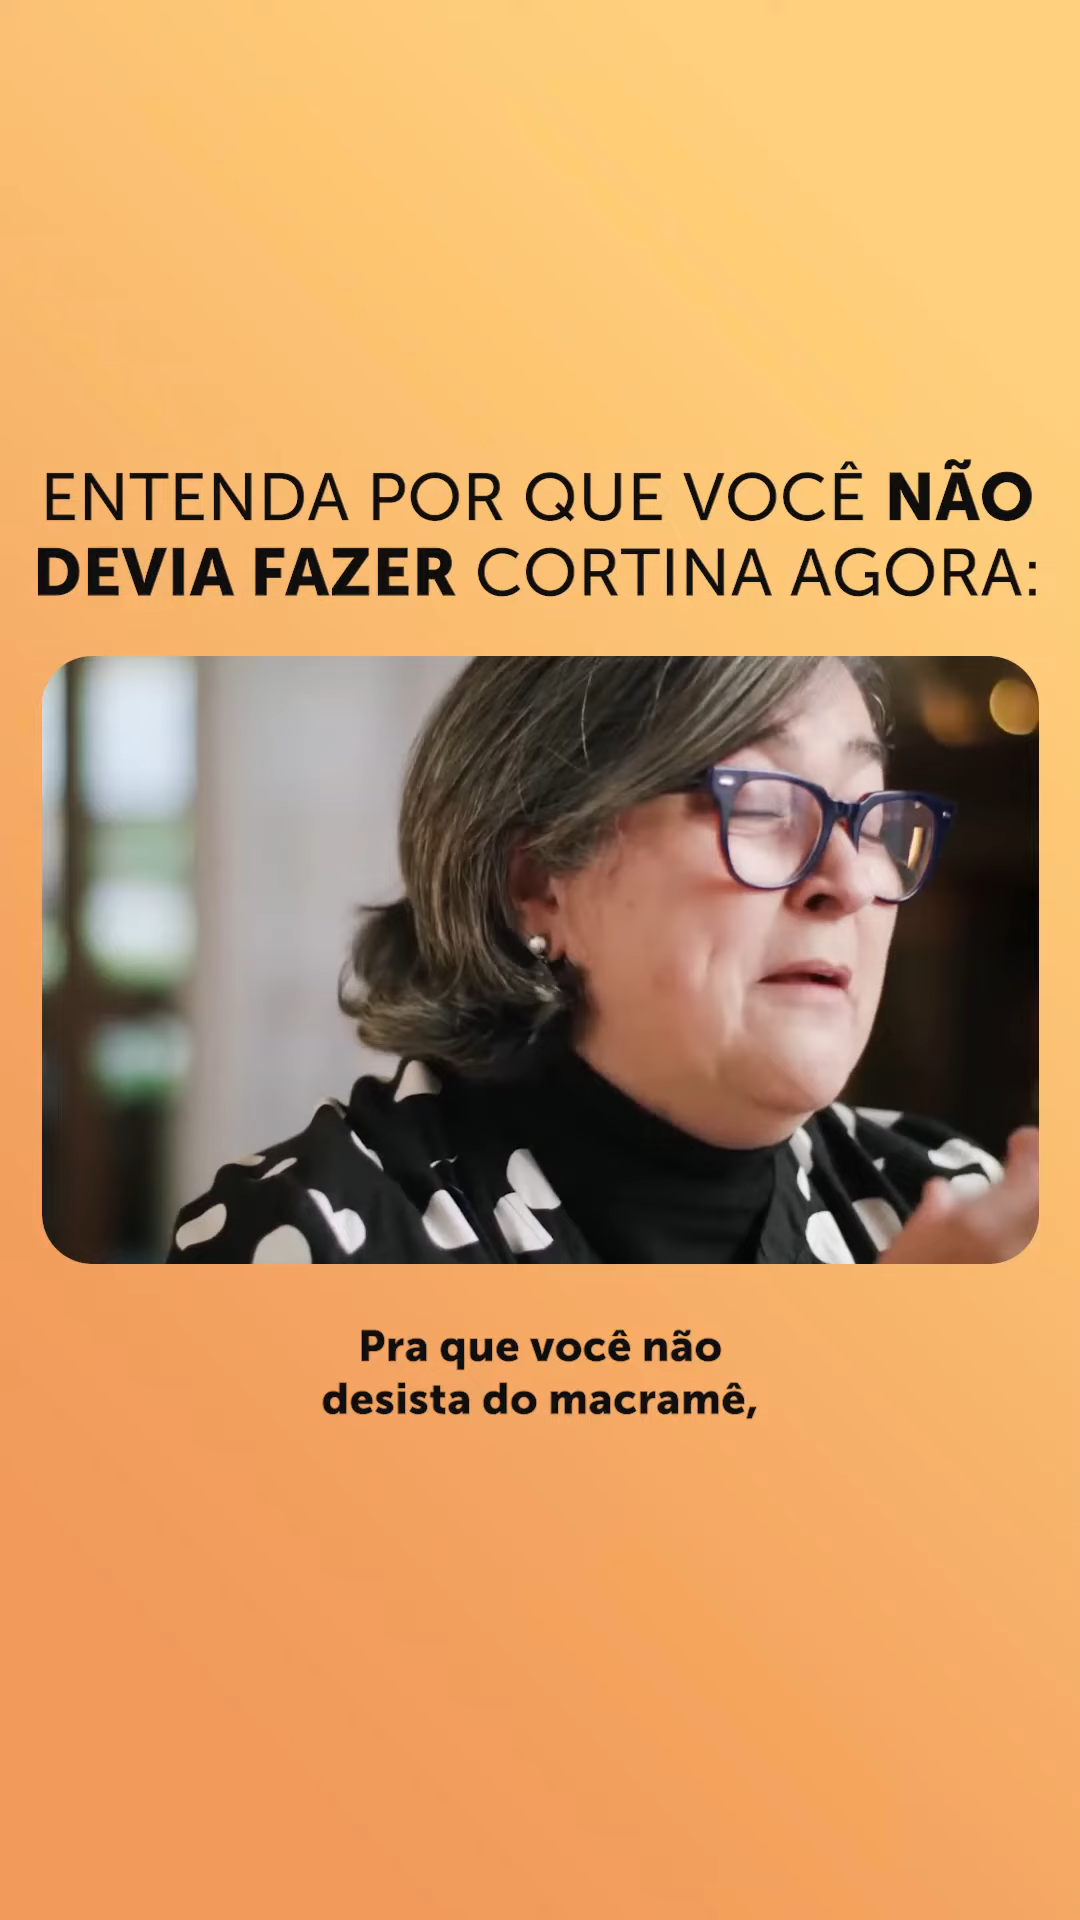 ENTENDA POR QUE VOCÊ NÃO
DEVIA FAZER CORTINA AGORA:
Pra que você não
desista do macramê,